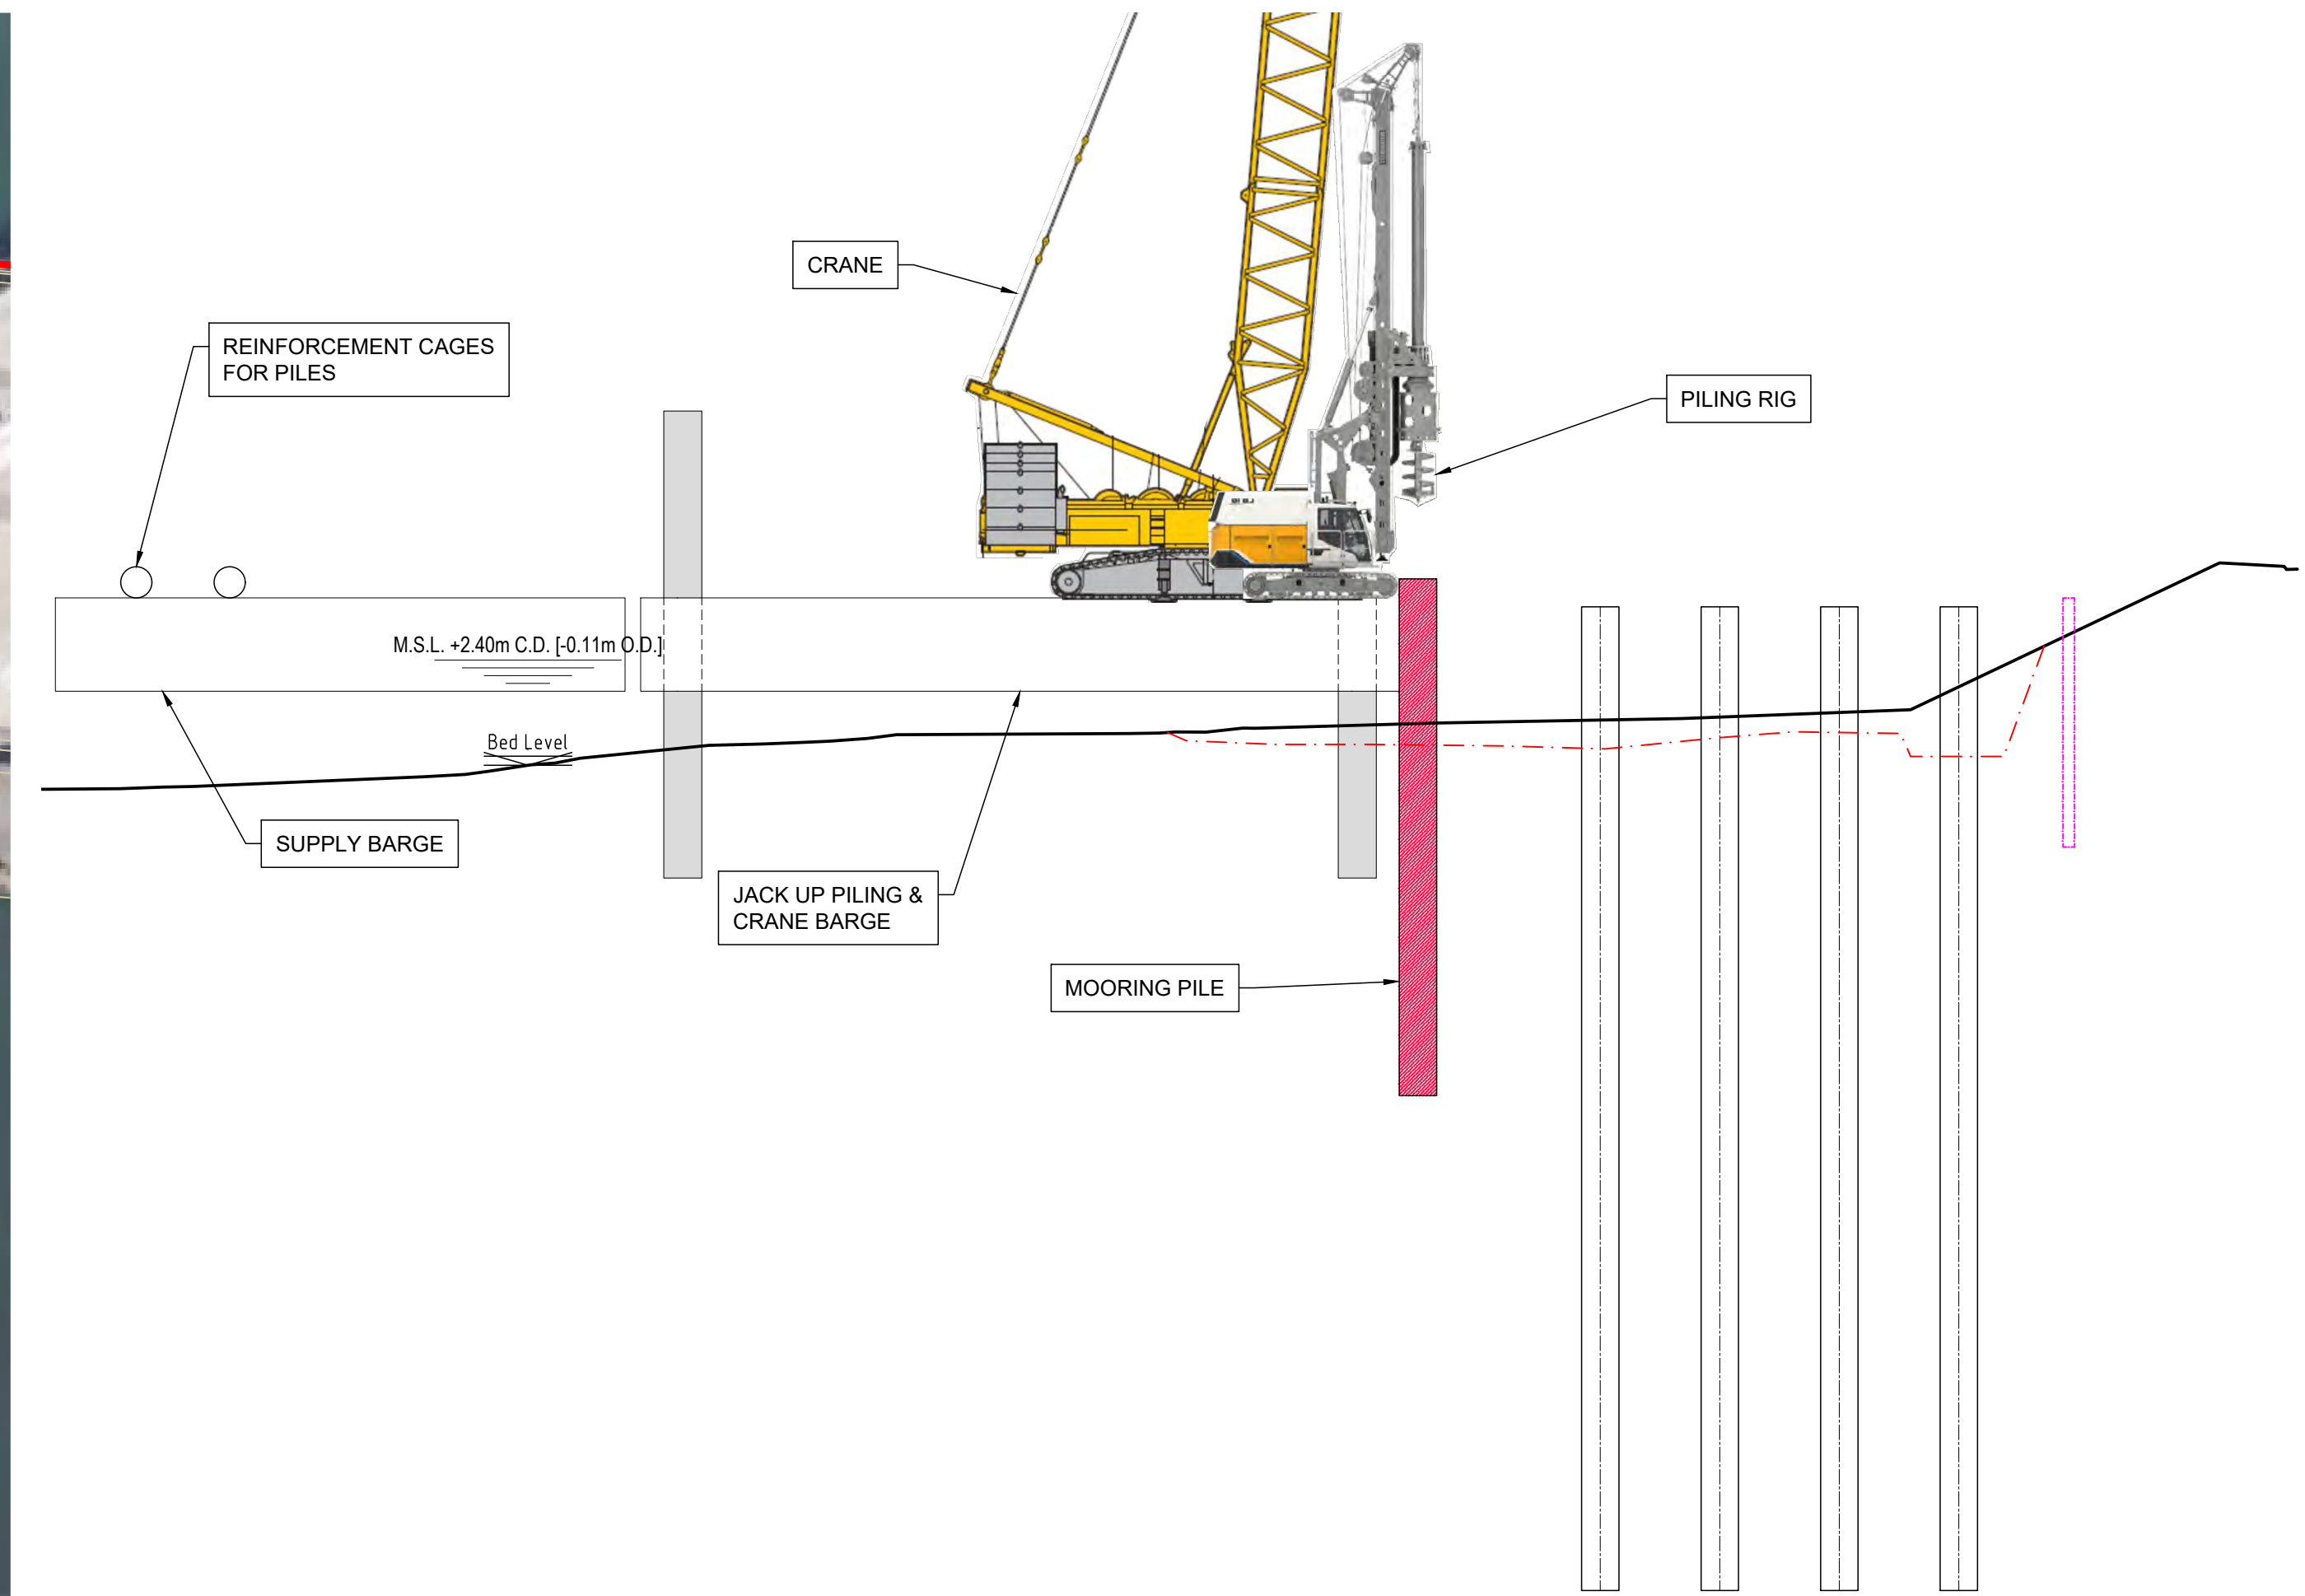 CRANE
REINFORCEMENT CAGES
FOR PILES
PILING RIG
M.S.L. +2.40m C.D. [-0.11m O.D.]
Bed Level
SUPPLY BARGE
JACK UP PILING &
CRANE BARGE
MOORING PILE